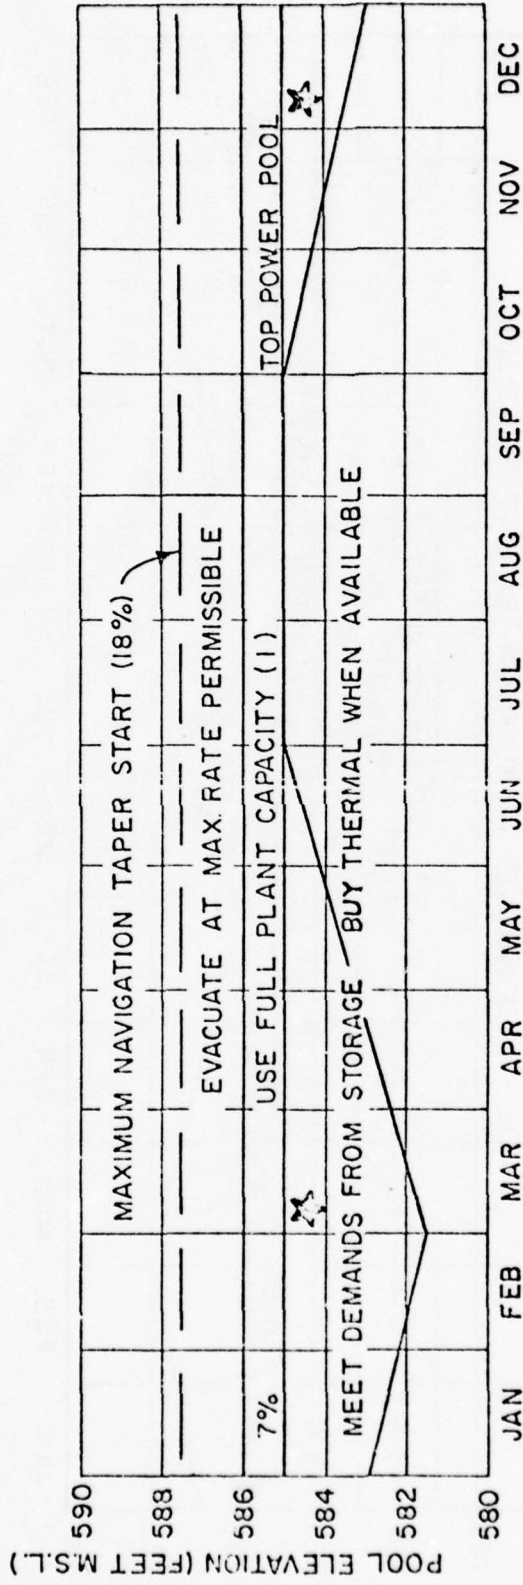 POOL ELEVATION (FEET M.S.L.)
590
588
586
584
582
580
MAXIMUM NAVIGATION TAPER START (18%)
EVACUATE AT MAX. RATE PERMISSIBLE
7%
USE FULL PLANT CAPACITY (1)
TOP POWER POOL
MEET DEMANDS FROM STORAGE
BUY THERMAL WHEN AVAILABLE
JAN FEB MAR APR MAY JUN JUL AUG SEP OCT NOV DEC